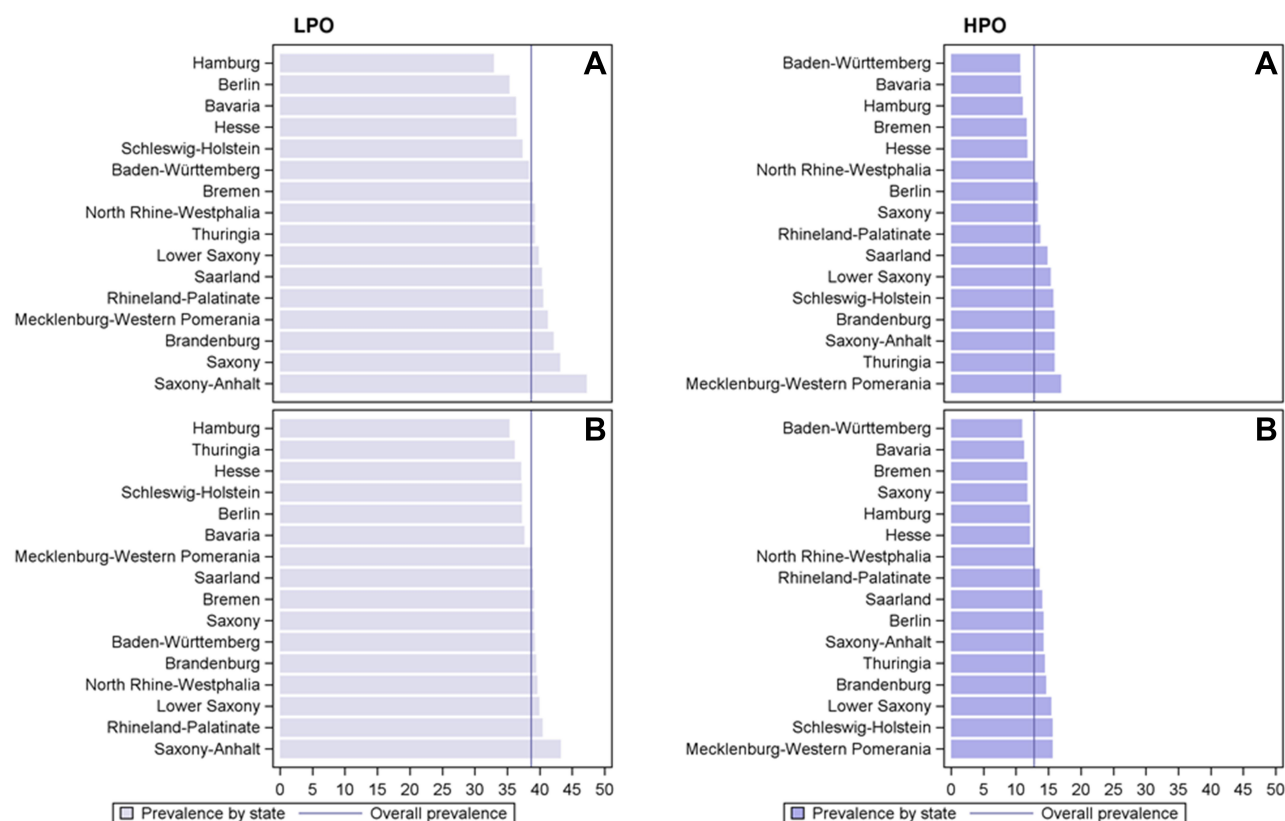 LPO
A
Hamburg
Berlin
Bavaria
Hesse
Schleswig-Holstein
Baden-Württemberg
Bremen
North Rhine-Westphalia
Thuringia
Lower Saxony
Saarland
Rhineland-Palatinate
Mecklenburg-Western Pomerania
Brandenburg
Saxony
Saxony-Anhalt
B
Hamburg
Thuringia
Hesse
Schleswig-Holstein
Berlin
Bavaria
Mecklenburg-Western Pomerania
Saarland
Bremen
Saxony
Baden-Württemberg
Brandenburg
North Rhine-Westphalia
Lower Saxony
Rhineland-Palatinate
Saxony-Anhalt
0 5 10 15 20 25 30 35 40 45 50
Prevalence by state Overall prevalence
HPO
A
Baden-Württemberg
Bavaria
Hamburg
Bremen
Hesse
North Rhine-Westphalia
Berlin
Saxony
Rhineland-Palatinate
Saarland
Lower Saxony
Schleswig-Holstein
Brandenburg
Saxony-Anhalt
Thuringia
Mecklenburg-Western Pomerania
B
Baden-Württemberg
Bavaria
Bremen
Saxony
Hamburg
Hesse
North Rhine-Westphalia
Rhineland-Palatinate
Saarland
Berlin
Saxony-Anhalt
Thuringia
Brandenburg
Lower Saxony
Schleswig-Holstein
Mecklenburg-Western Pomerania
0 5 10 15 20 25 30 35 40 45 50
Prevalence by state Overall prevalence